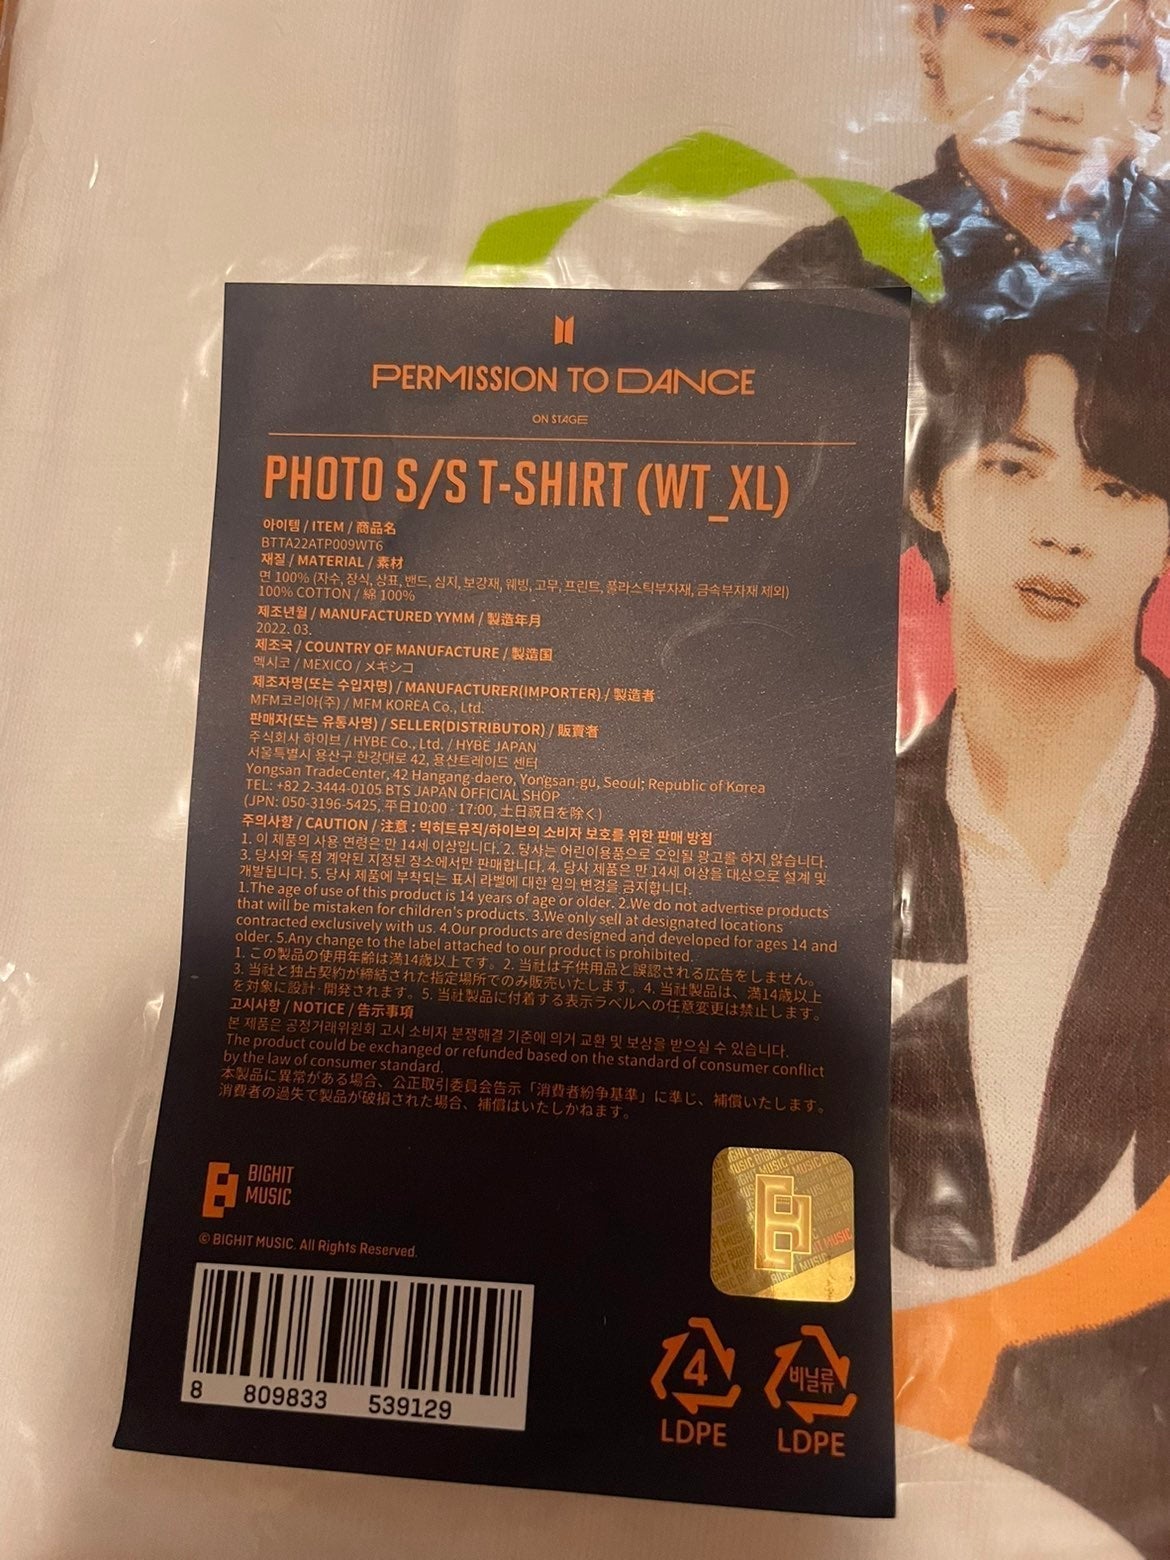 PERMISSION TO DANCE
ON STAGE
PHOTO S/S T-SHIRT (WT_XL)
아이템 / ITEM / 商品名
BTTA22ATP009WT6
재질 / MATERIAL / 素材
면 100% (자수, 장식, 상표, 밴드, 심지, 보강재, 웨빙, 고무, 프린트, 플라스틱부자재, 금속부자재 제외)
100% COTTON / 綿 100%
제조년월 / MANUFACTURED YYMM / 製造年月
2022. 03.
제조국 / COUNTRY OF MANUFACTURE / 製造国
멕시코 / MEXICO / メキシコ
제조자명(또는 수입자명) / MANUFACTURER(IMPORTER) / 製造者
MFM코리아(주) / MFM KOREA Co., Ltd.
판매자(또는 유통사명) / SELLER(DISTRIBUTOR) / 販賣者
주식회사 하이브 / HYBE Co., Ltd. / HYBE JAPAN
서울특별시 용산구 한강대로 42, 용산트레이드 센터
Yongsan TradeCenter, 42 Hangang-daero, Yongsan-gu, Seoul; Republic of Korea
TEL: +82 2-3444-0105 BTS JAPAN OFFICIAL SHOP
(JPN: 050-3196-5425, 平日10:00 - 17:00, 土日祝日を除く)
주의사항 / CAUTION / 注意 : 빅히트뮤직/하이브의 소비자 보호를 위한 판매 방침
1. 이 제품의 사용 연령은 만 14세 이상입니다. 2. 당사는 어린이용품으로 오인될 광고를 하지 않습니다.
3. 당사와 독점 계약된 지정된 장소에서만 판매합니다. 4. 당사 제품은 만 14세 이상을 대상으로 설계 및
개발됩니다. 5. 당사 제품에 부착되는 표시 라벨에 대한 임의 변경을 금지합니다.
1.The age of use of this product is 14 years of age or older. 2.We do not advertise products
that will be mistaken for children's products. 3.We only sell at designated locations
contracted exclusively with us. 4.Our products are designed and developed for ages 14 and
older. 5.Any change to the label attached to our product is prohibited.
1. この製品の使用年齢は満14歳以上です。2. 当社は子供用品と誤認される広告をしません。
3. 当社と独占契約が締結された指定場所でのみ販売いたします。4. 当社製品は、満14歳以上
を対象に設計·開発されます。5. 当社製品に付着する表示ラベルへの任意変更は禁止します。
고시사항 / NOTICE / 告示事項
본 제품은 공정거래위원회 고시 소비자 분쟁해결 기준에 의거 교환 및 보상을 받으실 수 있습니다.
The product could be exchanged or refunded based on the standard of consumer conflict
by the law of consumer standard.
本製品に異常がある場合、公正取引委員会告示「消費者紛争基準」に準じ、補償いたします。
消費者の過失で製品が破損された場合、補償はいたしかねます。
BIGHIT
MUSIC
© BIGHIT MUSIC. All Rights Reserved.
8 809833 539129
4
LDPE
비닐류
LDPE